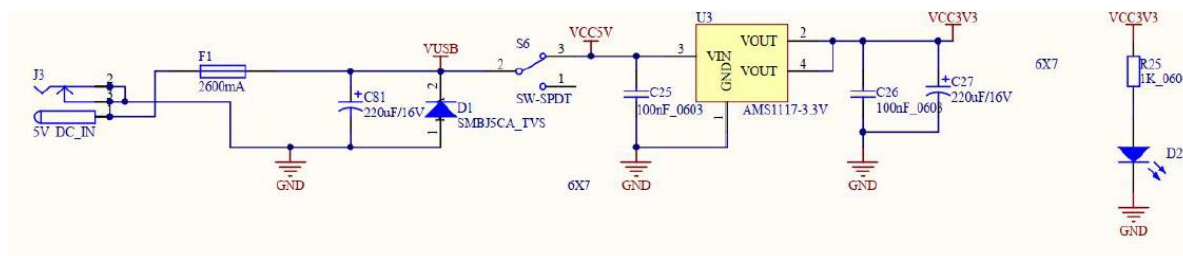 U3
VCC3V3
VCC3V3
VCC5V
VUSB
S6
F1
J3
2
3
1
2600mA
5V DC_IN
C81
220uF/16V
2
1
D1
SMBJ5CA_TVS
2
3
1
SW-SPDT
C25
100nF_0603
3
VIN
VOUT
VOUT
GND
2
4
1
AMS1117-3.3V
C26
100nF_0603
C27
220uF/16V
6X7
R25
1K_060
D2
GND
6X7
GND
GND
GND